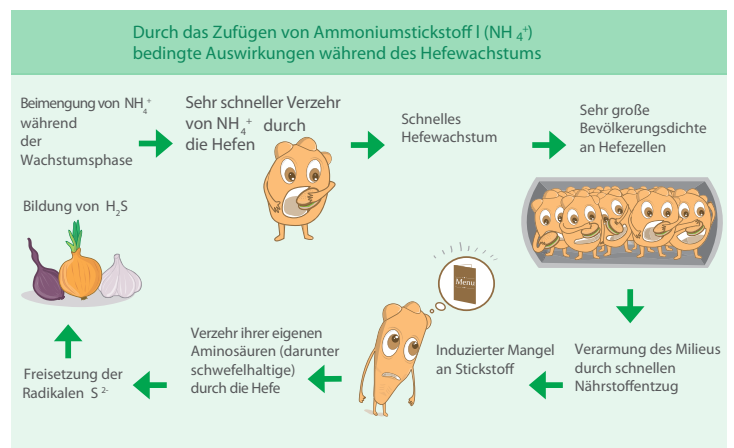 Durch das Zufügen von Ammoniumstickstoff l (NH ₄⁺)
bedingte Auswirkungen während des Hefewachstums
Beimengung von NH₄⁺
während
der
Wachstumsphase
Sehr schneller Verzehr
von NH₄⁺ durch
die Hefen
Schnelles
Hefewachstum
Sehr große
Bevölkerungsdichte
an Hefezellen
Verarmung des Milieus
durch schnellen
Nährstoffentzug
Menu
Induzierter Mangel
an Stickstoff
Verzehr ihrer eigenen
Aminosäuren (darunter
schwefelhaltige)
durch die Hefe
Freisetzung der
Radikalen S ²⁻
Bildung von H₂S